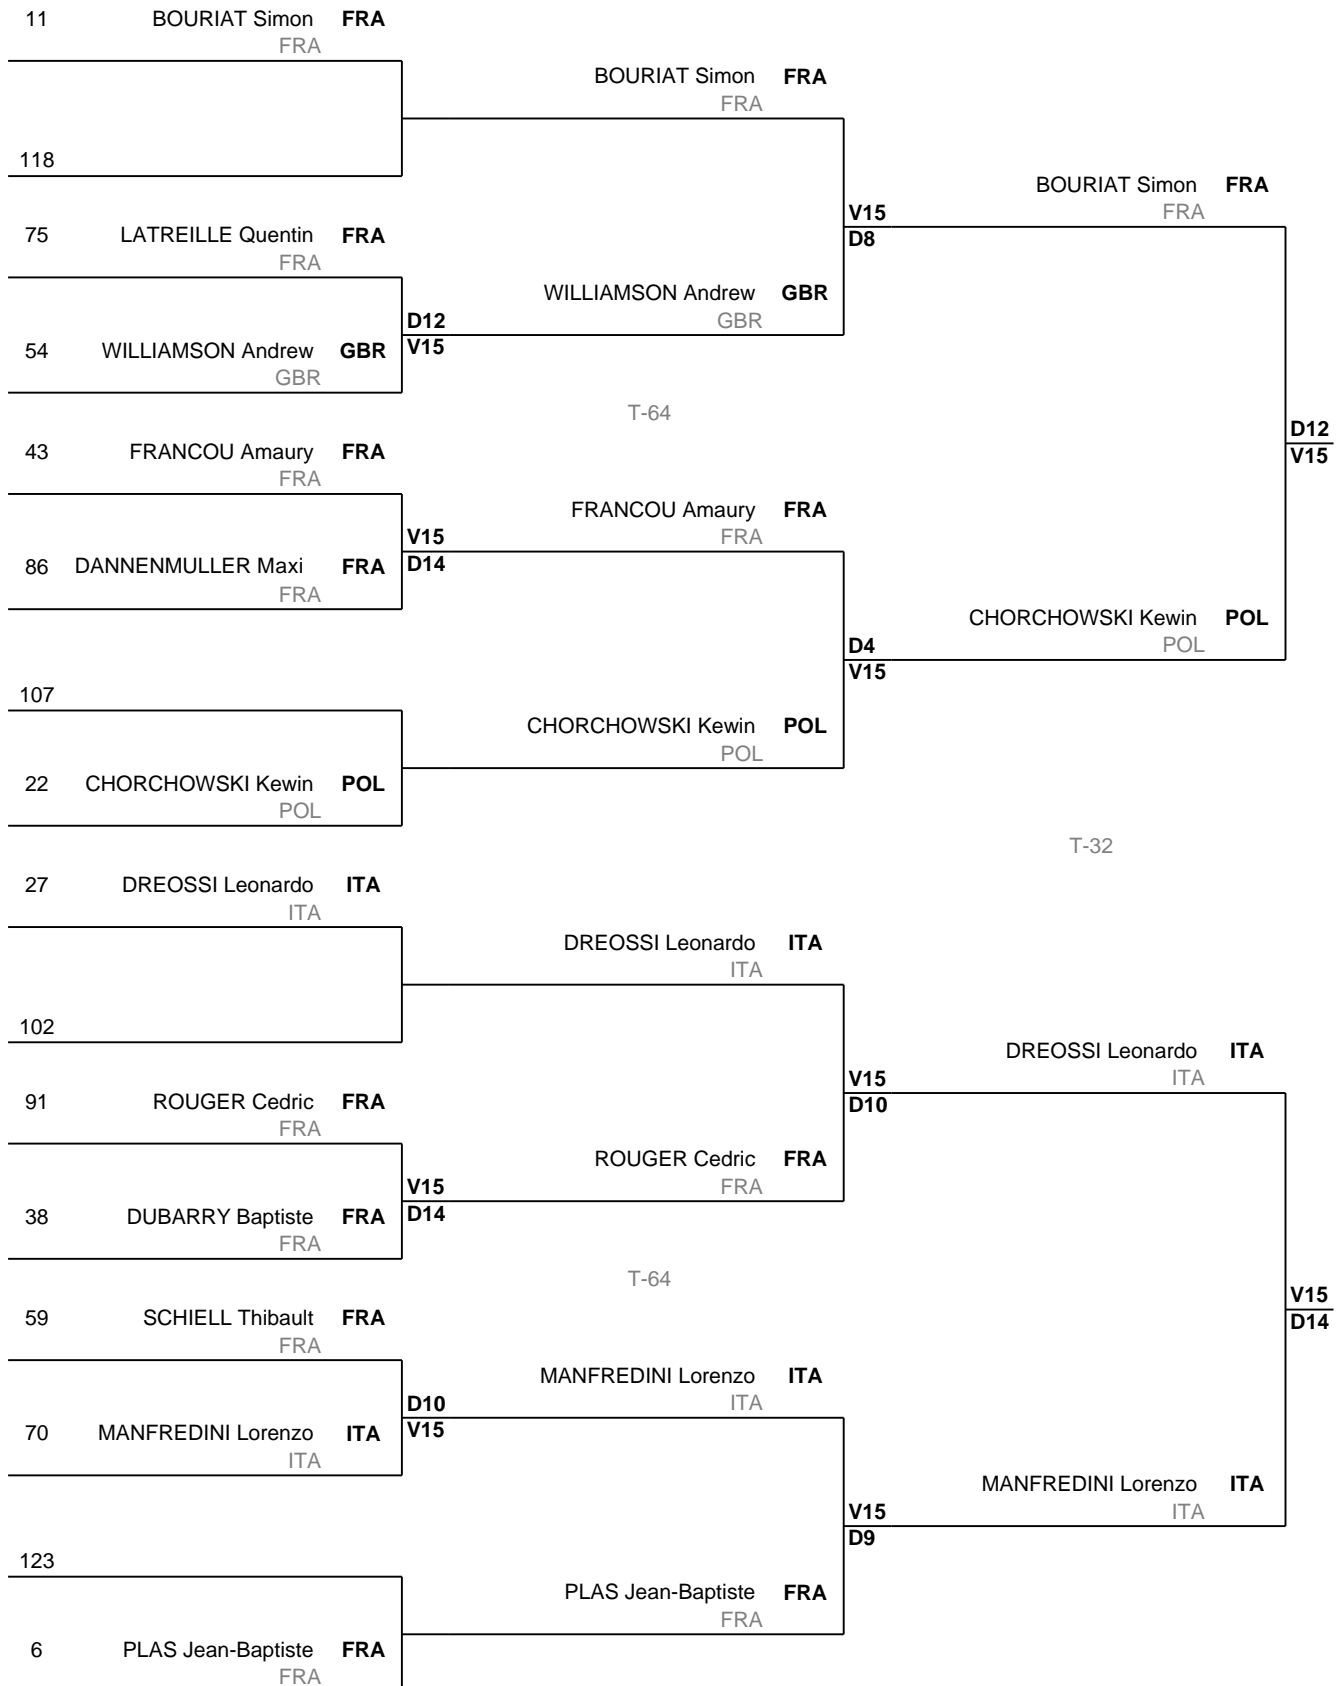 11 BOURIAT Simon FRA
FRA
118
75 LATREILLE Quentin FRA
FRA
54 WILLIAMSON Andrew GBR
GBR
43 FRANCOU Amaury FRA
FRA
86 DANNENMULLER Maxi FRA
FRA
107
22 CHORCHOWSKI Kewin POL
POL
27 DREOSSI Leonardo ITA
ITA
102
91 ROUGER Cedric FRA
FRA
38 DUBARRY Baptiste FRA
FRA
59 SCHIELL Thibault FRA
FRA
70 MANFREDINI Lorenzo ITA
ITA
123
6 PLAS Jean-Baptiste FRA
FRA
BOURIAT Simon FRA
FRA
WILLIAMSON Andrew GBR
D12 GBR
V15
T-64
FRANCOU Amaury FRA
V15 FRA
D14
CHORCHOWSKI Kewin POL
POL
DREOSSI Leonardo ITA
ITA
ROUGER Cedric FRA
V15 FRA
D14
T-64
MANFREDINI Lorenzo ITA
D10 ITA
V15
PLAS Jean-Baptiste FRA
FRA
BOURIAT Simon FRA
V15 FRA
D8
CHORCHOWSKI Kewin POL
D4 POL
V15
T-32
DREOSSI Leonardo ITA
V15 ITA
D10
MANFREDINI Lorenzo ITA
V15 ITA
D9
D12
V15
V15
D14